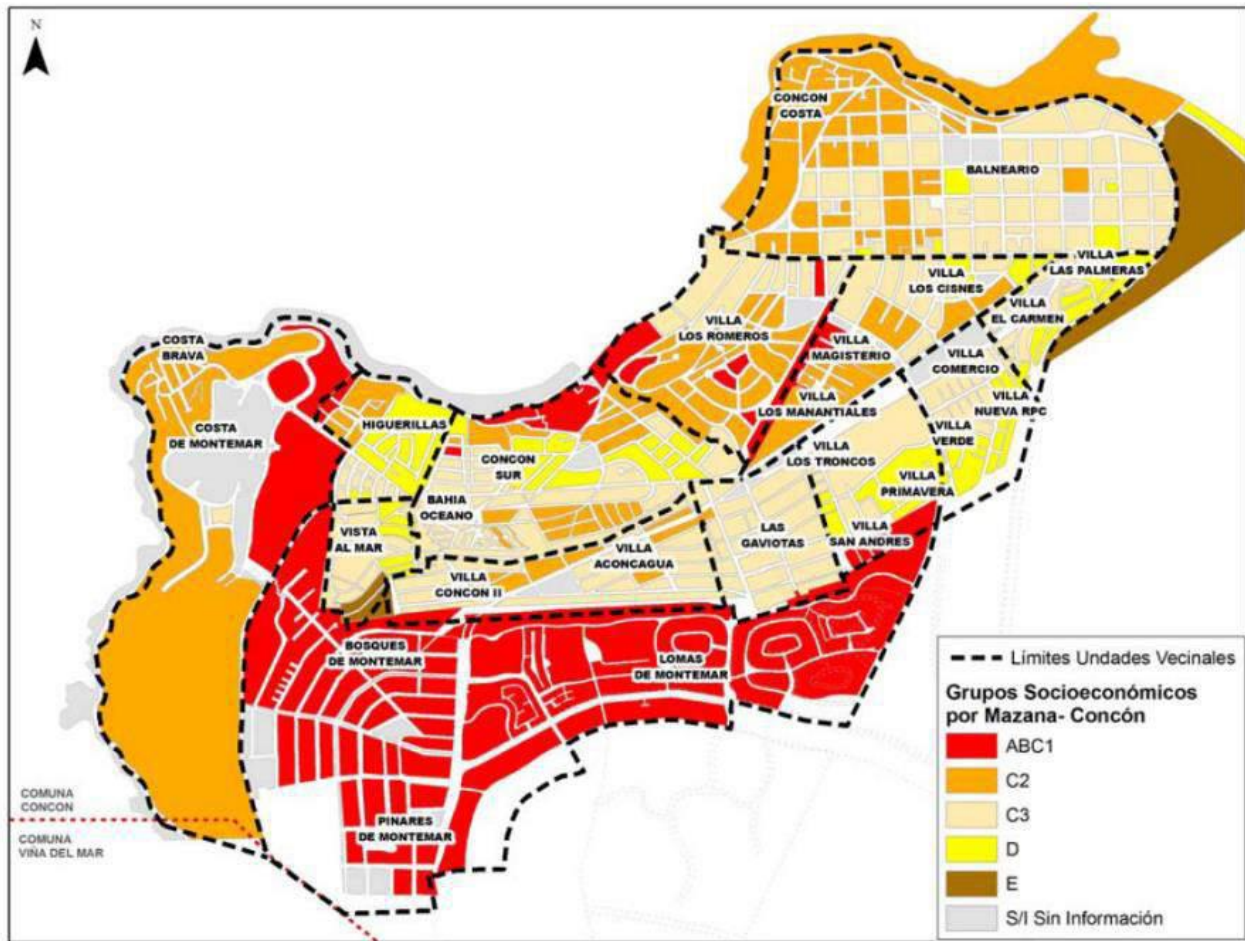 N
CONCON
COSTA
BALNEARIO
VILLA
LAS PALMERAS
VILLA
LOS CISNES
VILLA
EL CARMEN
VILLA
LOS ROMEROS
VILLA
MAGISTERIO
VILLA
COMERCIO
COSTA
BRAVA
VILLA
LOS MANANTIALES
VILLA
NUEVA RPC
HIGUERILLAS
COSTA
DE MONTEMAR
VILLA
VERDE
VILLA
LOS TRONCOS
CONCON
SUR
VILLA
PRIMAVERA
BAHIA
OCEANO
VISTA
AL MAR
LAS
GAVIOTAS
VILLA
SAN ANDRES
VILLA
ACONCAGUA
VILLA
CONCON II
BOSQUES
DE MONTEMAR
LOMAS
DE MONTEMAR
PINARES
DE MONTEMAR
COMUNA
CONCON
COMUNA
VIÑA DEL MAR
Límites Undades Vecinales
Grupos Socioeconómicos
por Mazana- Concón
ABC1
C2
C3
D
E
S/I Sin Información